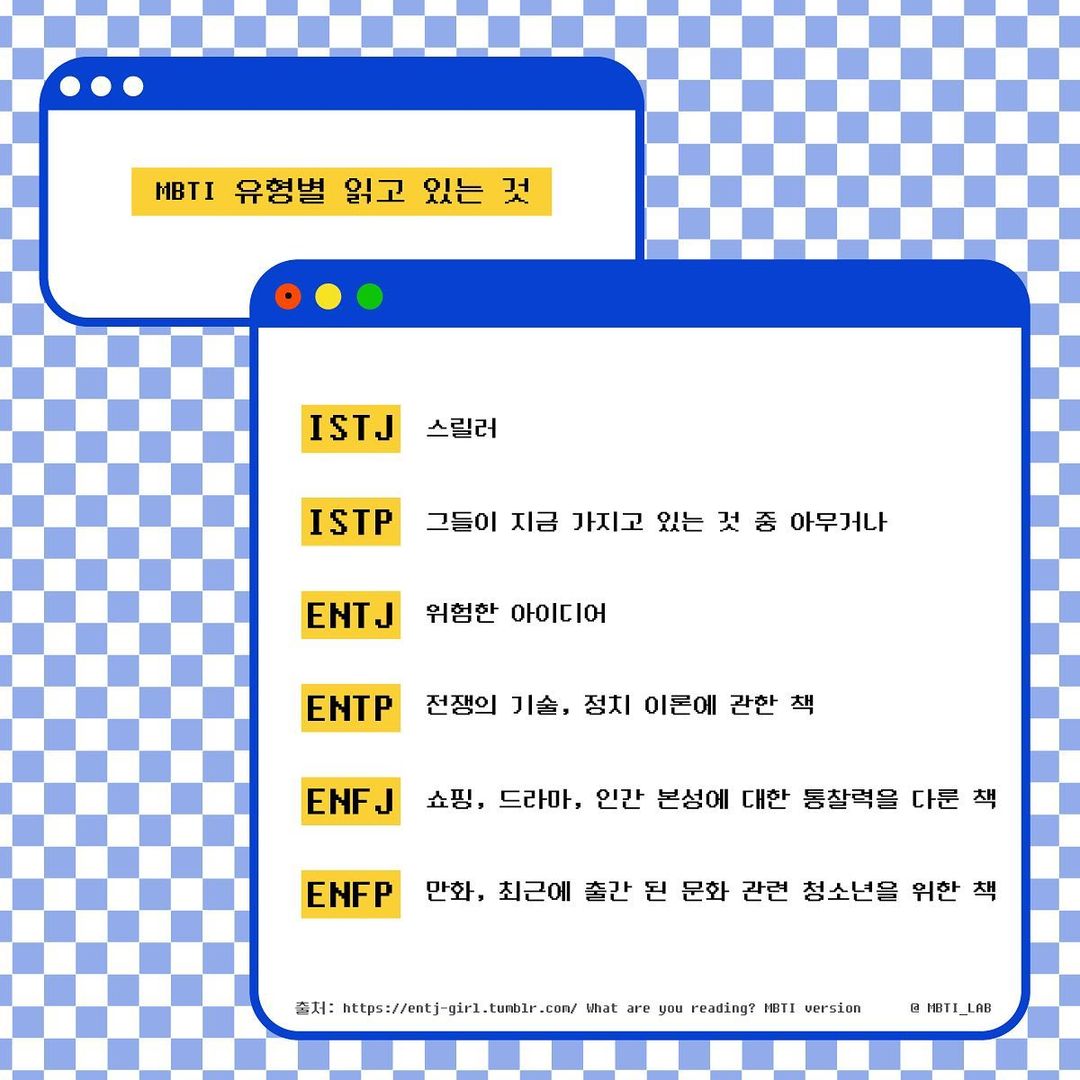 MBTI 유형별 읽고 있는 것
ISTJ 스릴러
ISTP 그들이 지금 가지고 있는 것 중 아무거나
ENTJ 위험한 아이디어
ENTP 전쟁의 기술, 정치 이론에 관한 책
ENFJ 쇼핑, 드라마, 인간 본성에 대한 통찰력을 다룬 책
ENFP 만화, 최근에 출간 된 문화 관련 청소년을 위한 책
출처: https://entj-girl.tumblr.com/ What are you reading? MBTI version @ MBTI_LAB